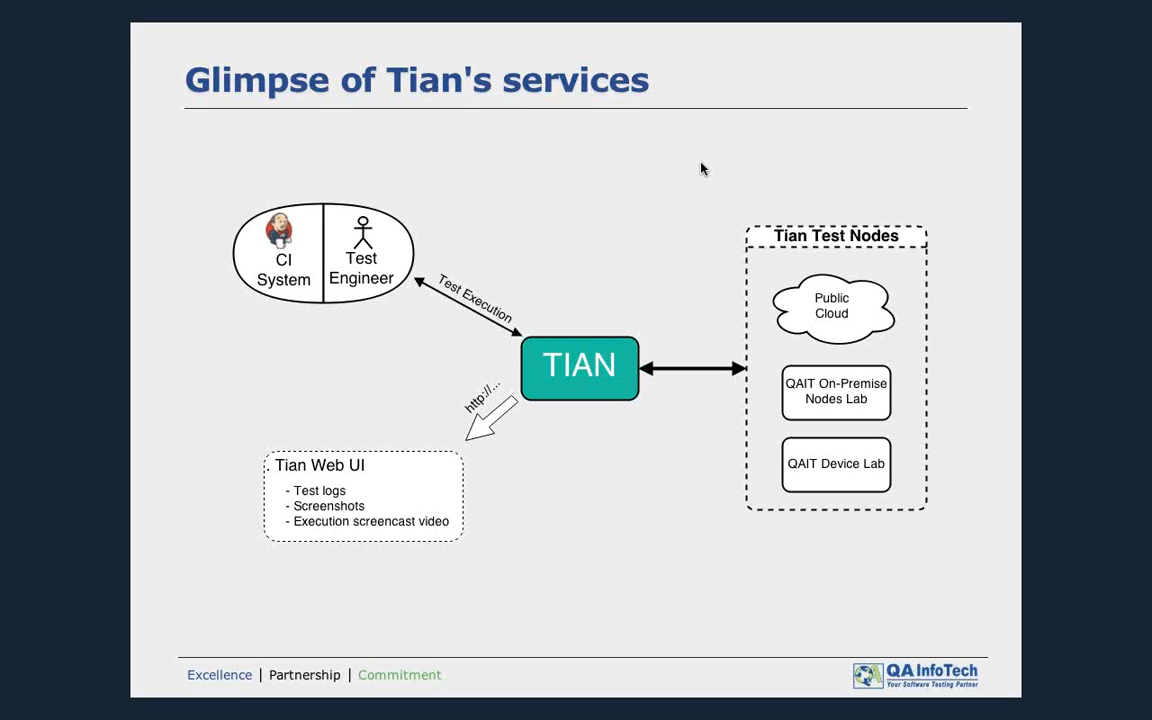 Glimpse of Tian's services
CI
System
Test
Engineer
Test Execution
TIAN
http://...
. Tian Web UI
- Test logs
- Screenshots
- Execution screencast video
Tian Test Nodes
Public
Cloud
QAIT On-Premise
Nodes Lab
QAIT Device Lab
Excellence | Partnership | Commitment
QA InfoTech
Your Software Testing Partner